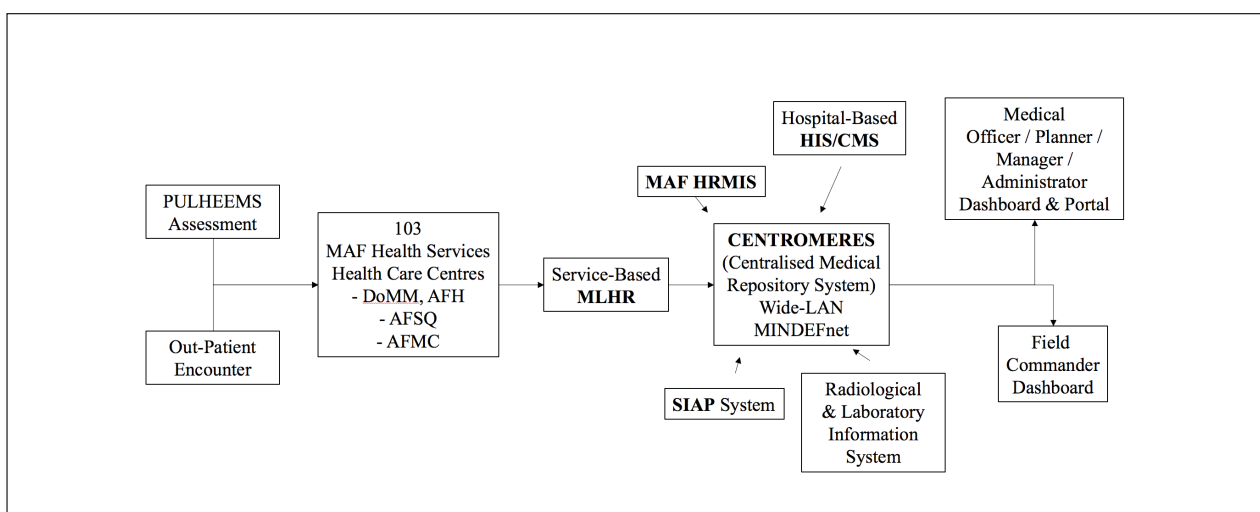 PULHEEMS
Assessment
Out-Patient
Encounter
103
MAF Health Services
Health Care Centres
- DoMM, AFH
- AFSQ
- AFMC
Service-Based
MLHR
MAF HRMIS
Hospital-Based
HIS/CMS
CENTROMERES
(Centralised Medical
Repository System)
Wide-LAN
MINDEFnet
SIAP System
Radiological
& Laboratory
Information
System
Medical
Officer / Planner /
Manager /
Administrator
Dashboard & Portal
Field
Commander
Dashboard